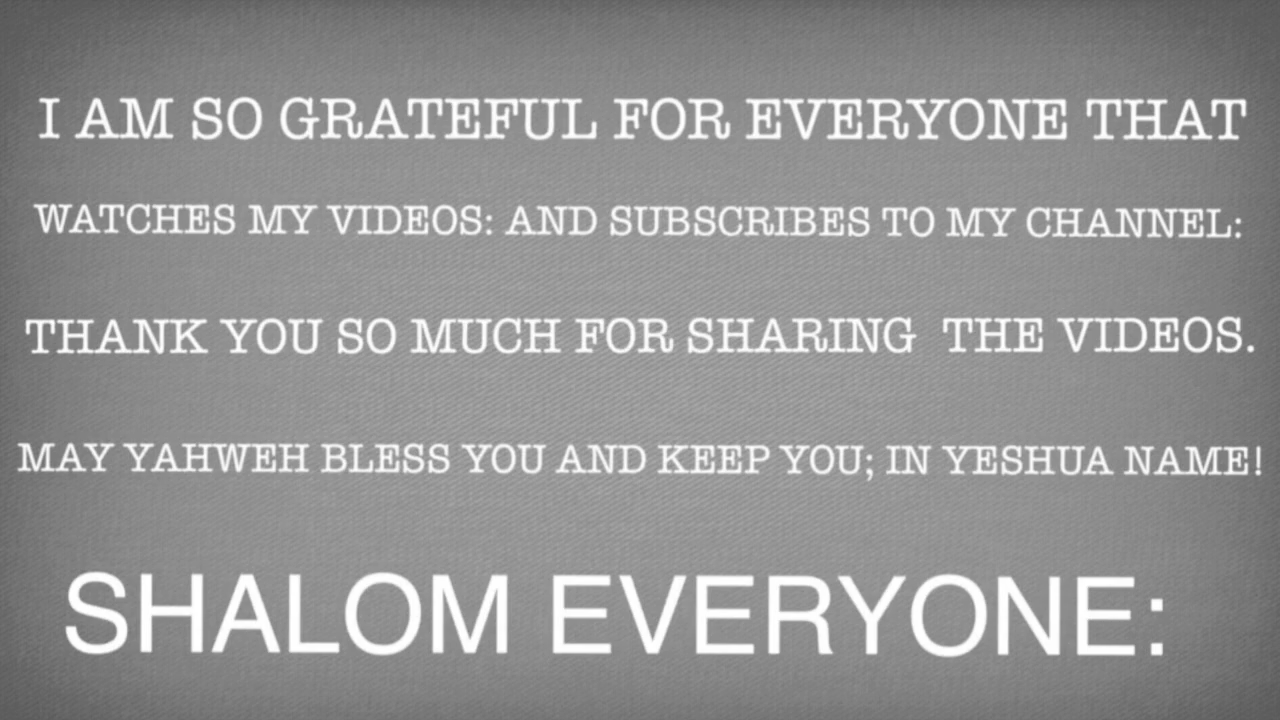 I AM SO GRATEFUL FOR EVERYONE THAT
WATCHES MY VIDEOS: AND SUBSCRIBES TO MY CHANNEL:
THANK YOU SO MUCH FOR SHARING  THE VIDEOS.
MAY YAHWEH BLESS YOU AND KEEP YOU; IN YESHUA NAME!
SHALOM EVERYONE: